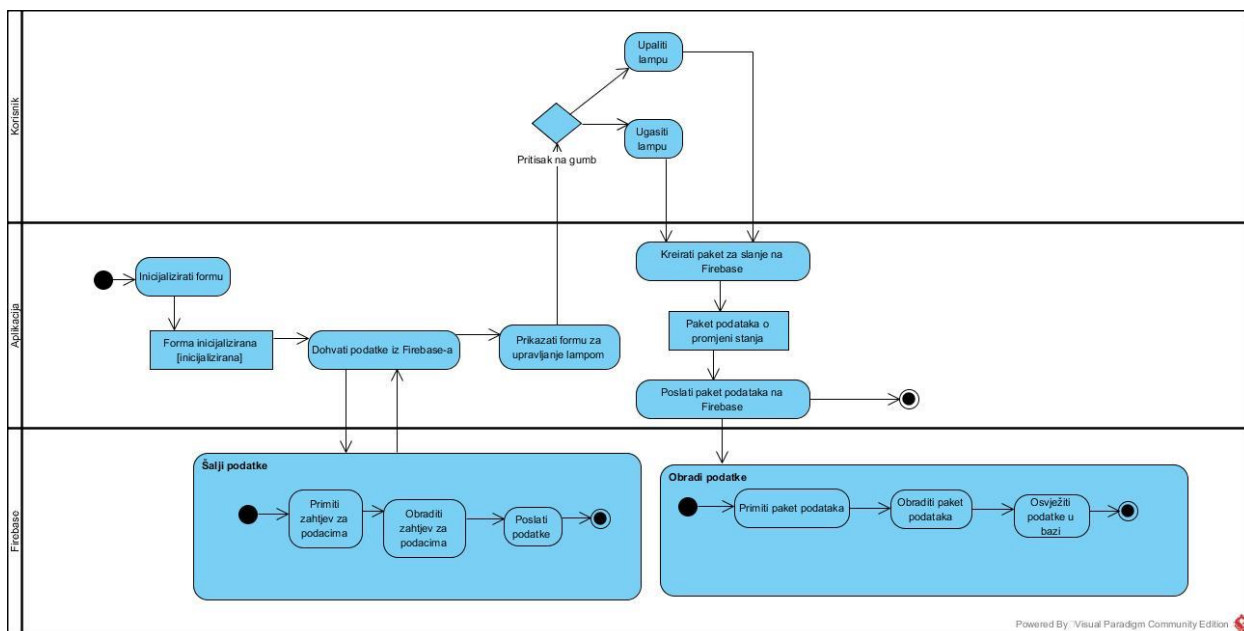 Korisnik
Upaliti
lampu
Ugasiti
lampu
Pritisak na gumb
Aplikacija
Inicijalizirati formu
Forma inicijalizirana
[inicijalizirana]
Dohvati podatke iz Firebase-a
Prikazati formu za
upravljanje lampom
Kreirati paket za slanje na
Firebase
Paket podataka o
promjeni stanja
Poslati paket podataka na
Firebase
Firebase
Šalji podatke
Primiti
zahtjev za
podacima
Obraditi
zahtjev za
podacima
Poslati
podatke
Obradi podatke
Primiti paket podataka
Obraditi paket
podataka
Osvježiti
podatke u
bazi
Powered By Visual Paradigm Community Edition